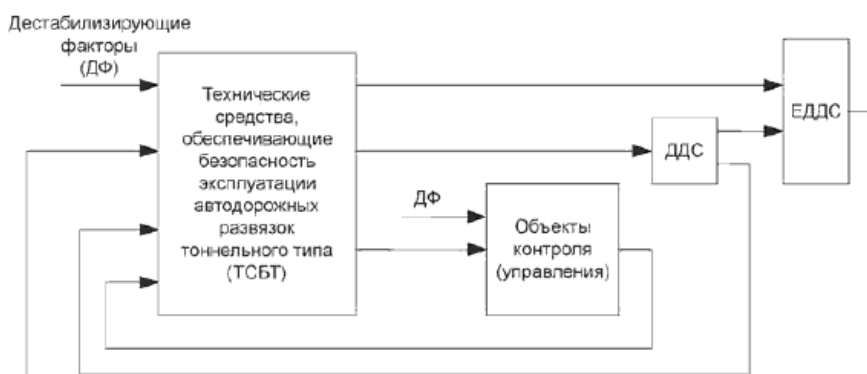 Дестабилизирующие
факторы
(ДФ)
Технические
средства,
обеспечивающие
безопасность
эксплуатации
автодорожных
развязок
тоннельного типа
(ТСБТ)
ДФ
Объекты
контроля
(управления)
ДДС
ЕДДС